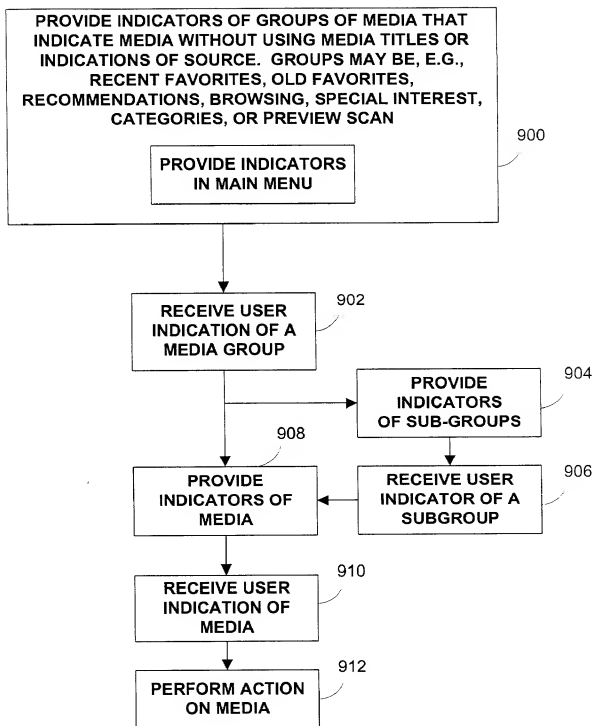 PROVIDE INDICATORS OF GROUPS OF MEDIA THAT
INDICATE MEDIA WITHOUT USING MEDIA TITLES OR
INDICATIONS OF SOURCE. GROUPS MAY BE, E.G.,
RECENT FAVORITES, OLD FAVORITES,
RECOMMENDATIONS, BROWSING, SPECIAL INTEREST,
CATEGORIES, OR PREVIEW SCAN
PROVIDE INDICATORS
IN MAIN MENU
900
RECEIVE USER
INDICATION OF A
MEDIA GROUP
902
PROVIDE
INDICATORS
OF SUB-GROUPS
904
RECEIVE USER
INDICATOR OF A
SUBGROUP
906
908
PROVIDE
INDICATORS OF
MEDIA
RECEIVE USER
INDICATION OF
MEDIA
910
PERFORM ACTION
ON MEDIA
912